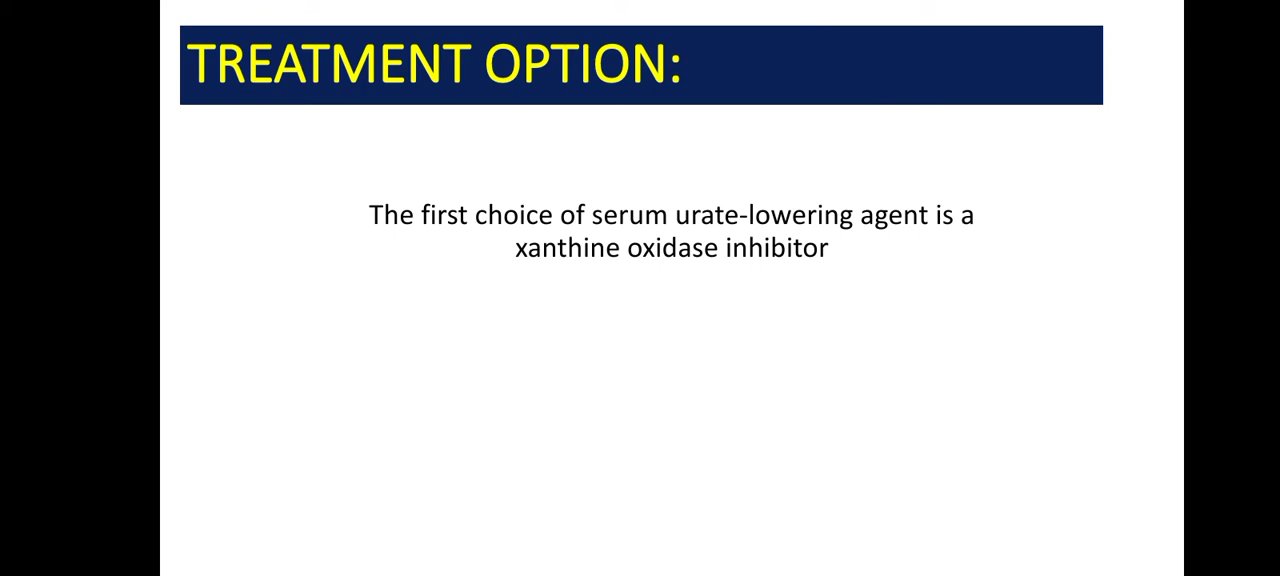 TREATMENT OPTION:
The first choice of serum urate-lowering agent is a
xanthine oxidase inhibitor